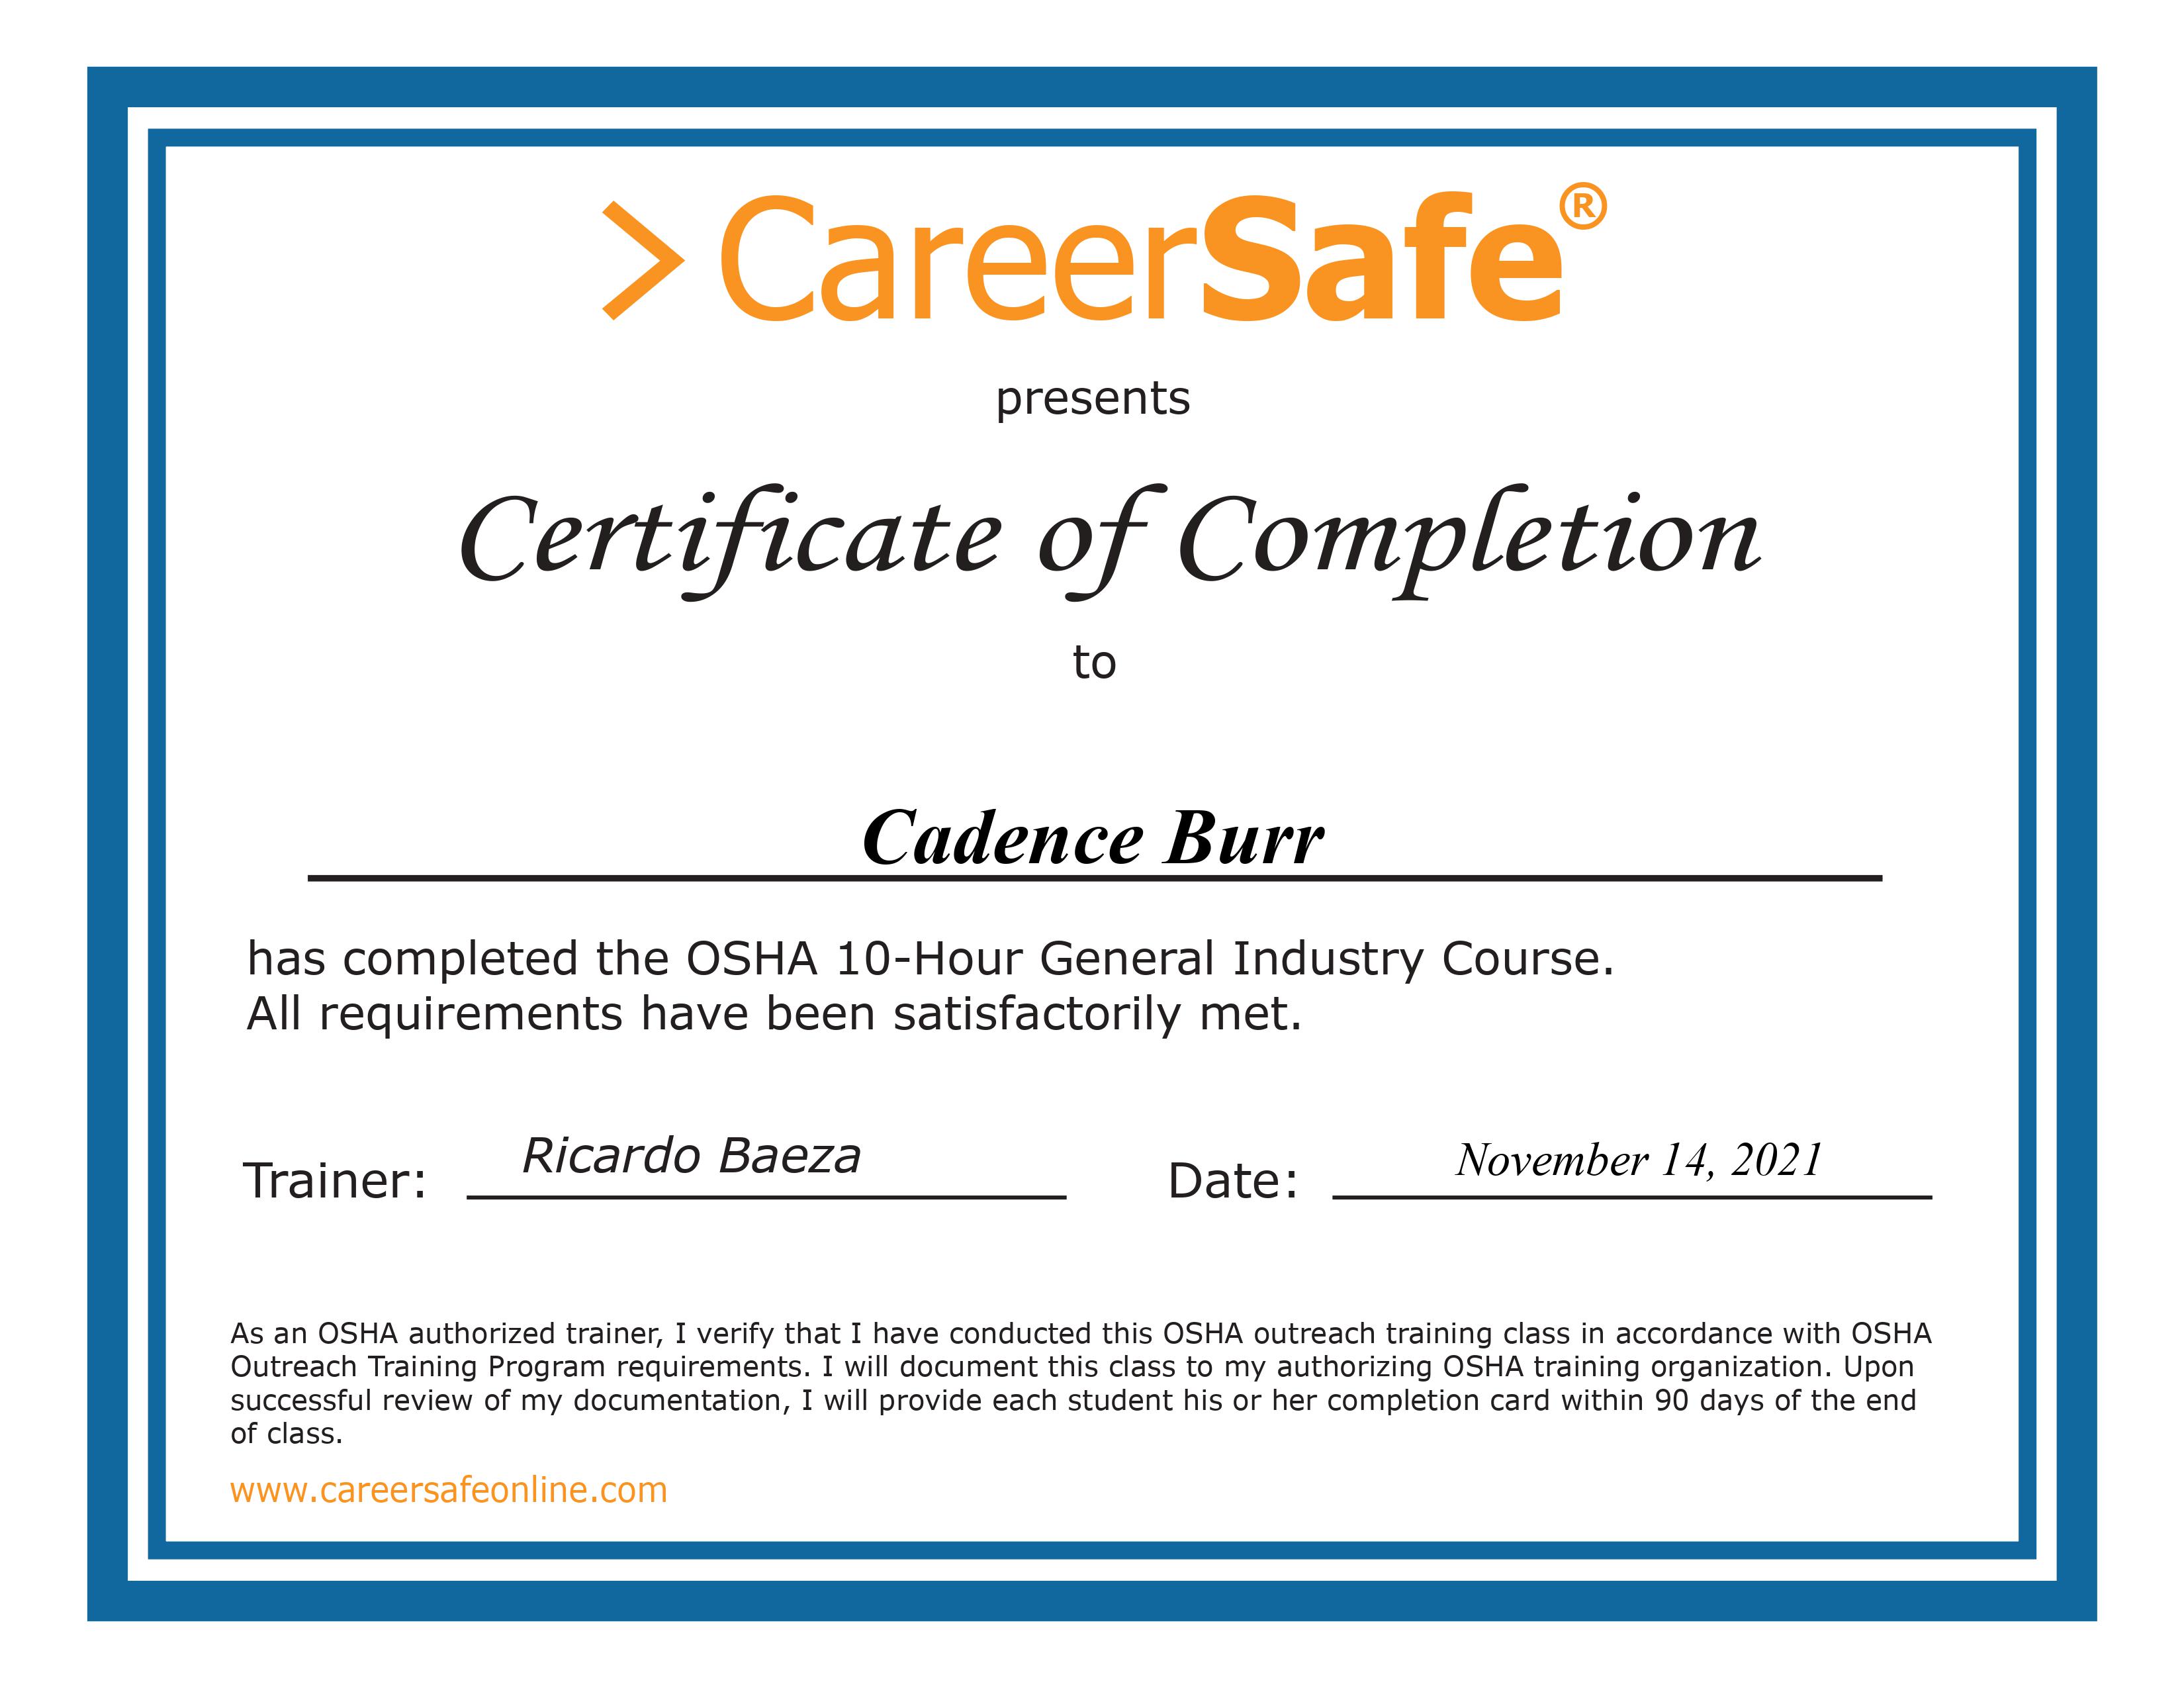 CareerSafe®
presents
Certificate of Completion
to
Cadence Burr
has completed the OSHA 10-Hour General Industry Course.
All requirements have been satisfactorily met.
Trainer: Ricardo Baeza Date: November 14, 2021
As an OSHA authorized trainer, I verify that I have conducted this OSHA outreach training class in accordance with OSHA
Outreach Training Program requirements. I will document this class to my authorizing OSHA training organization. Upon
successful review of my documentation, I will provide each student his or her completion card within 90 days of the end
of class.
www.careersafeonline.com